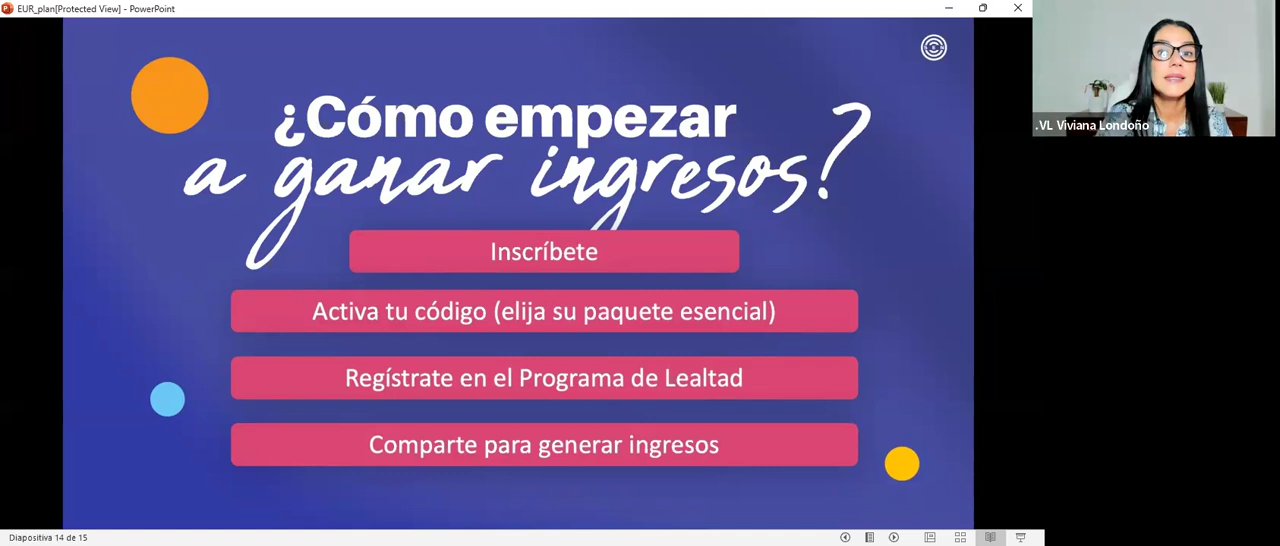 EUR_plan[Protected View] - PowerPoint
¿Cómo empezar
a ganar ingresos?
Inscríbete
Activa tu código (elija su paquete esencial)
Regístrate en el Programa de Lealtad
Comparte para generar ingresos
.VL Viviana Londoño
Diapositiva 14 de 15